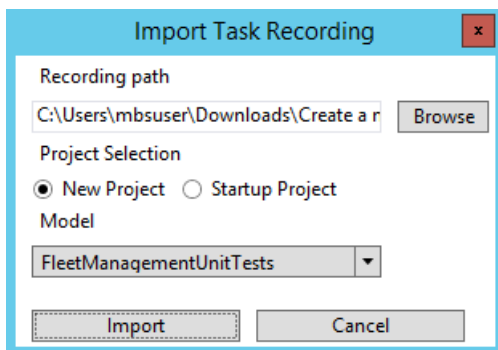 Import Task Recording
x
Recording path
C:\Users\mbsuser\Downloads\Create a
Browse
Project Selection
New Project Startup Project
Model
FleetManagementUnitTests
Import Cancel